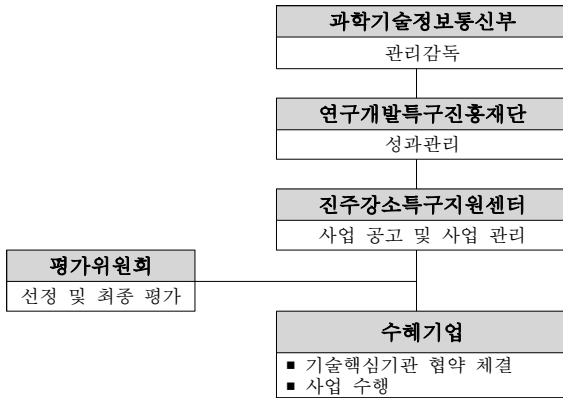 과학기술정보통신부
관리감독
연구개발특구진흥재단
성과관리
진주강소특구지원센터
사업 공고 및 사업 관리
평가위원회
선정 및 최종 평가
수혜기업
▪ 기술핵심기관 협약 체결
▪ 사업 수행